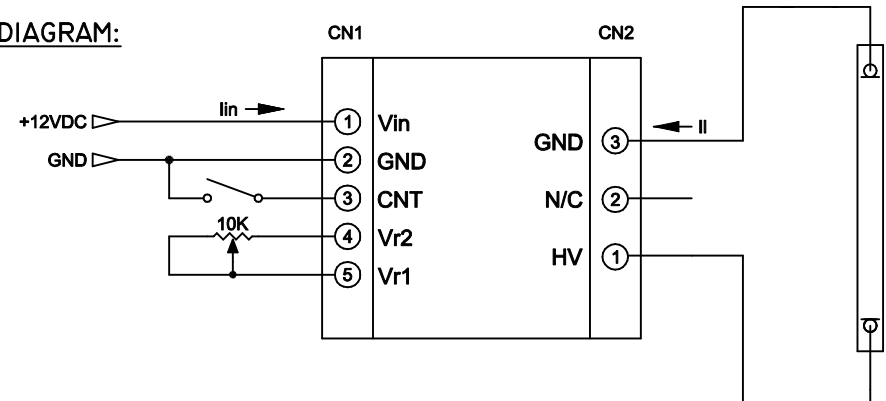 DIAGRAM:
CN1
CN2
Iin
+12VDC
1
Vin
GND
2
GND
3
CNT
10K
4
Vr2
5
Vr1
Il
GND
3
N/C
2
HV
1